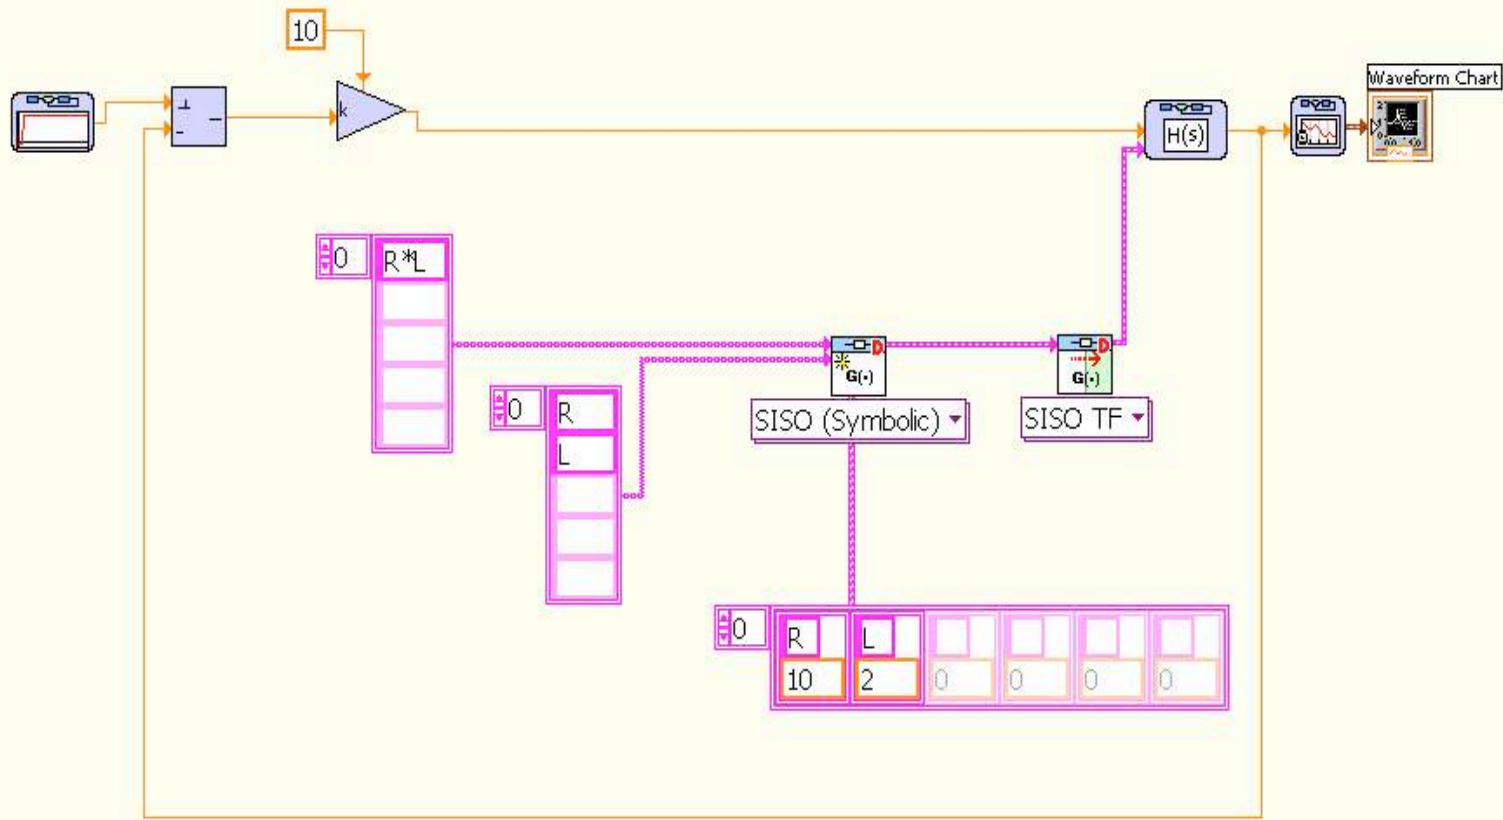 10
Waveform Chart
k
H(s)
0
R*L
0
R
L
D
G(·)
SISO (Symbolic)
D
G(·)
SISO TF
0
R L
10 2 0 0 0 0